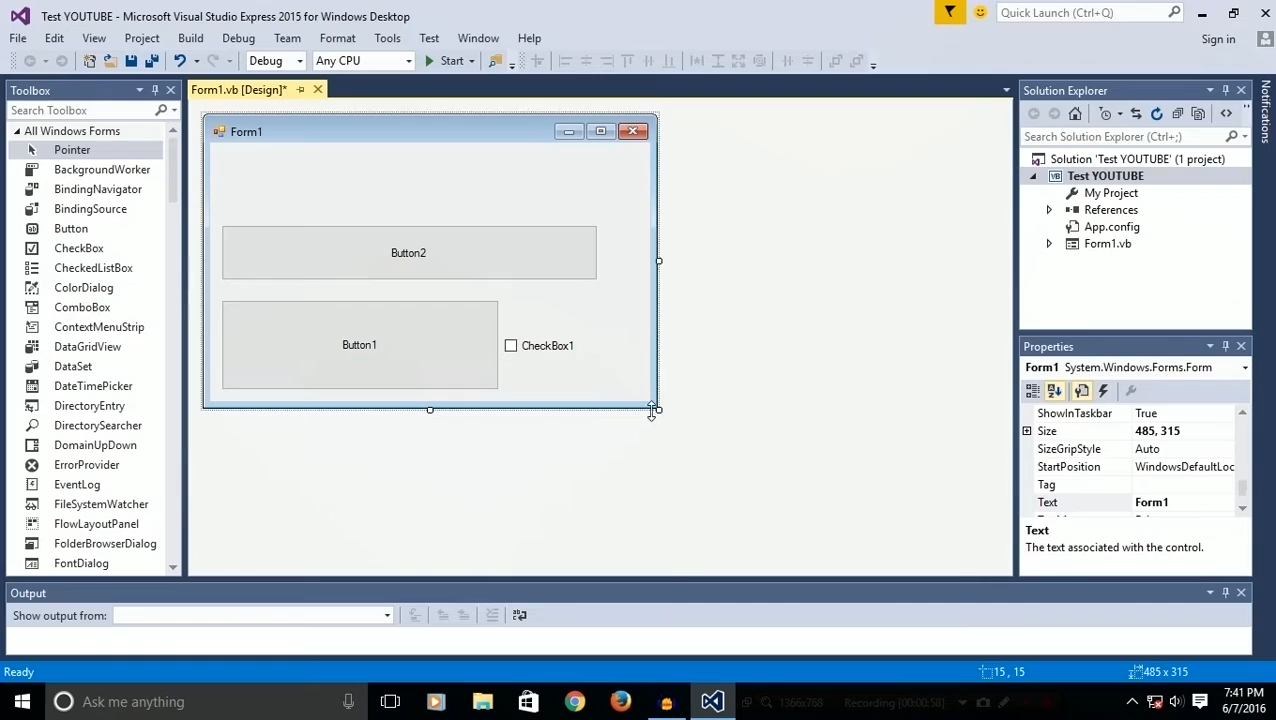 Test YOUTUBE - Microsoft Visual Studio Express 2015 for Windows Desktop
Quick Launch (Ctrl+Q)
File Edit View Project Build Debug Team Format Tools Test Window Help
Sign in
Debug Any CPU Start
Toolbox
Search Toolbox
All Windows Forms
Pointer
BackgroundWorker
BindingNavigator
BindingSource
Button
CheckBox
CheckedListBox
ColorDialog
ComboBox
ContextMenuStrip
DataGridView
DataSet
DateTimePicker
DirectoryEntry
DirectorySearcher
DomainUpDown
ErrorProvider
EventLog
FileSystemWatcher
FlowLayoutPanel
FolderBrowserDialog
FontDialog
Form1.vb [Design]*
Form1
Button2
Button1
CheckBox1
Solution Explorer
Search Solution Explorer (Ctrl+;)
Solution 'Test YOUTUBE' (1 project)
VB Test YOUTUBE
My Project
References
App.config
Form1.vb
Notifications
Properties
Form1 System.Windows.Forms.Form
ShowInTaskbar True
Size 485, 315
SizeGripStyle Auto
StartPosition WindowsDefaultLoc
Tag
Text Form1
Text
The text associated with the control.
Output
Show output from:
Ready
15 , 15
485 x 315
Ask me anything
1366x768
Recording [00:00:58]
7:41 PM
6/7/2016